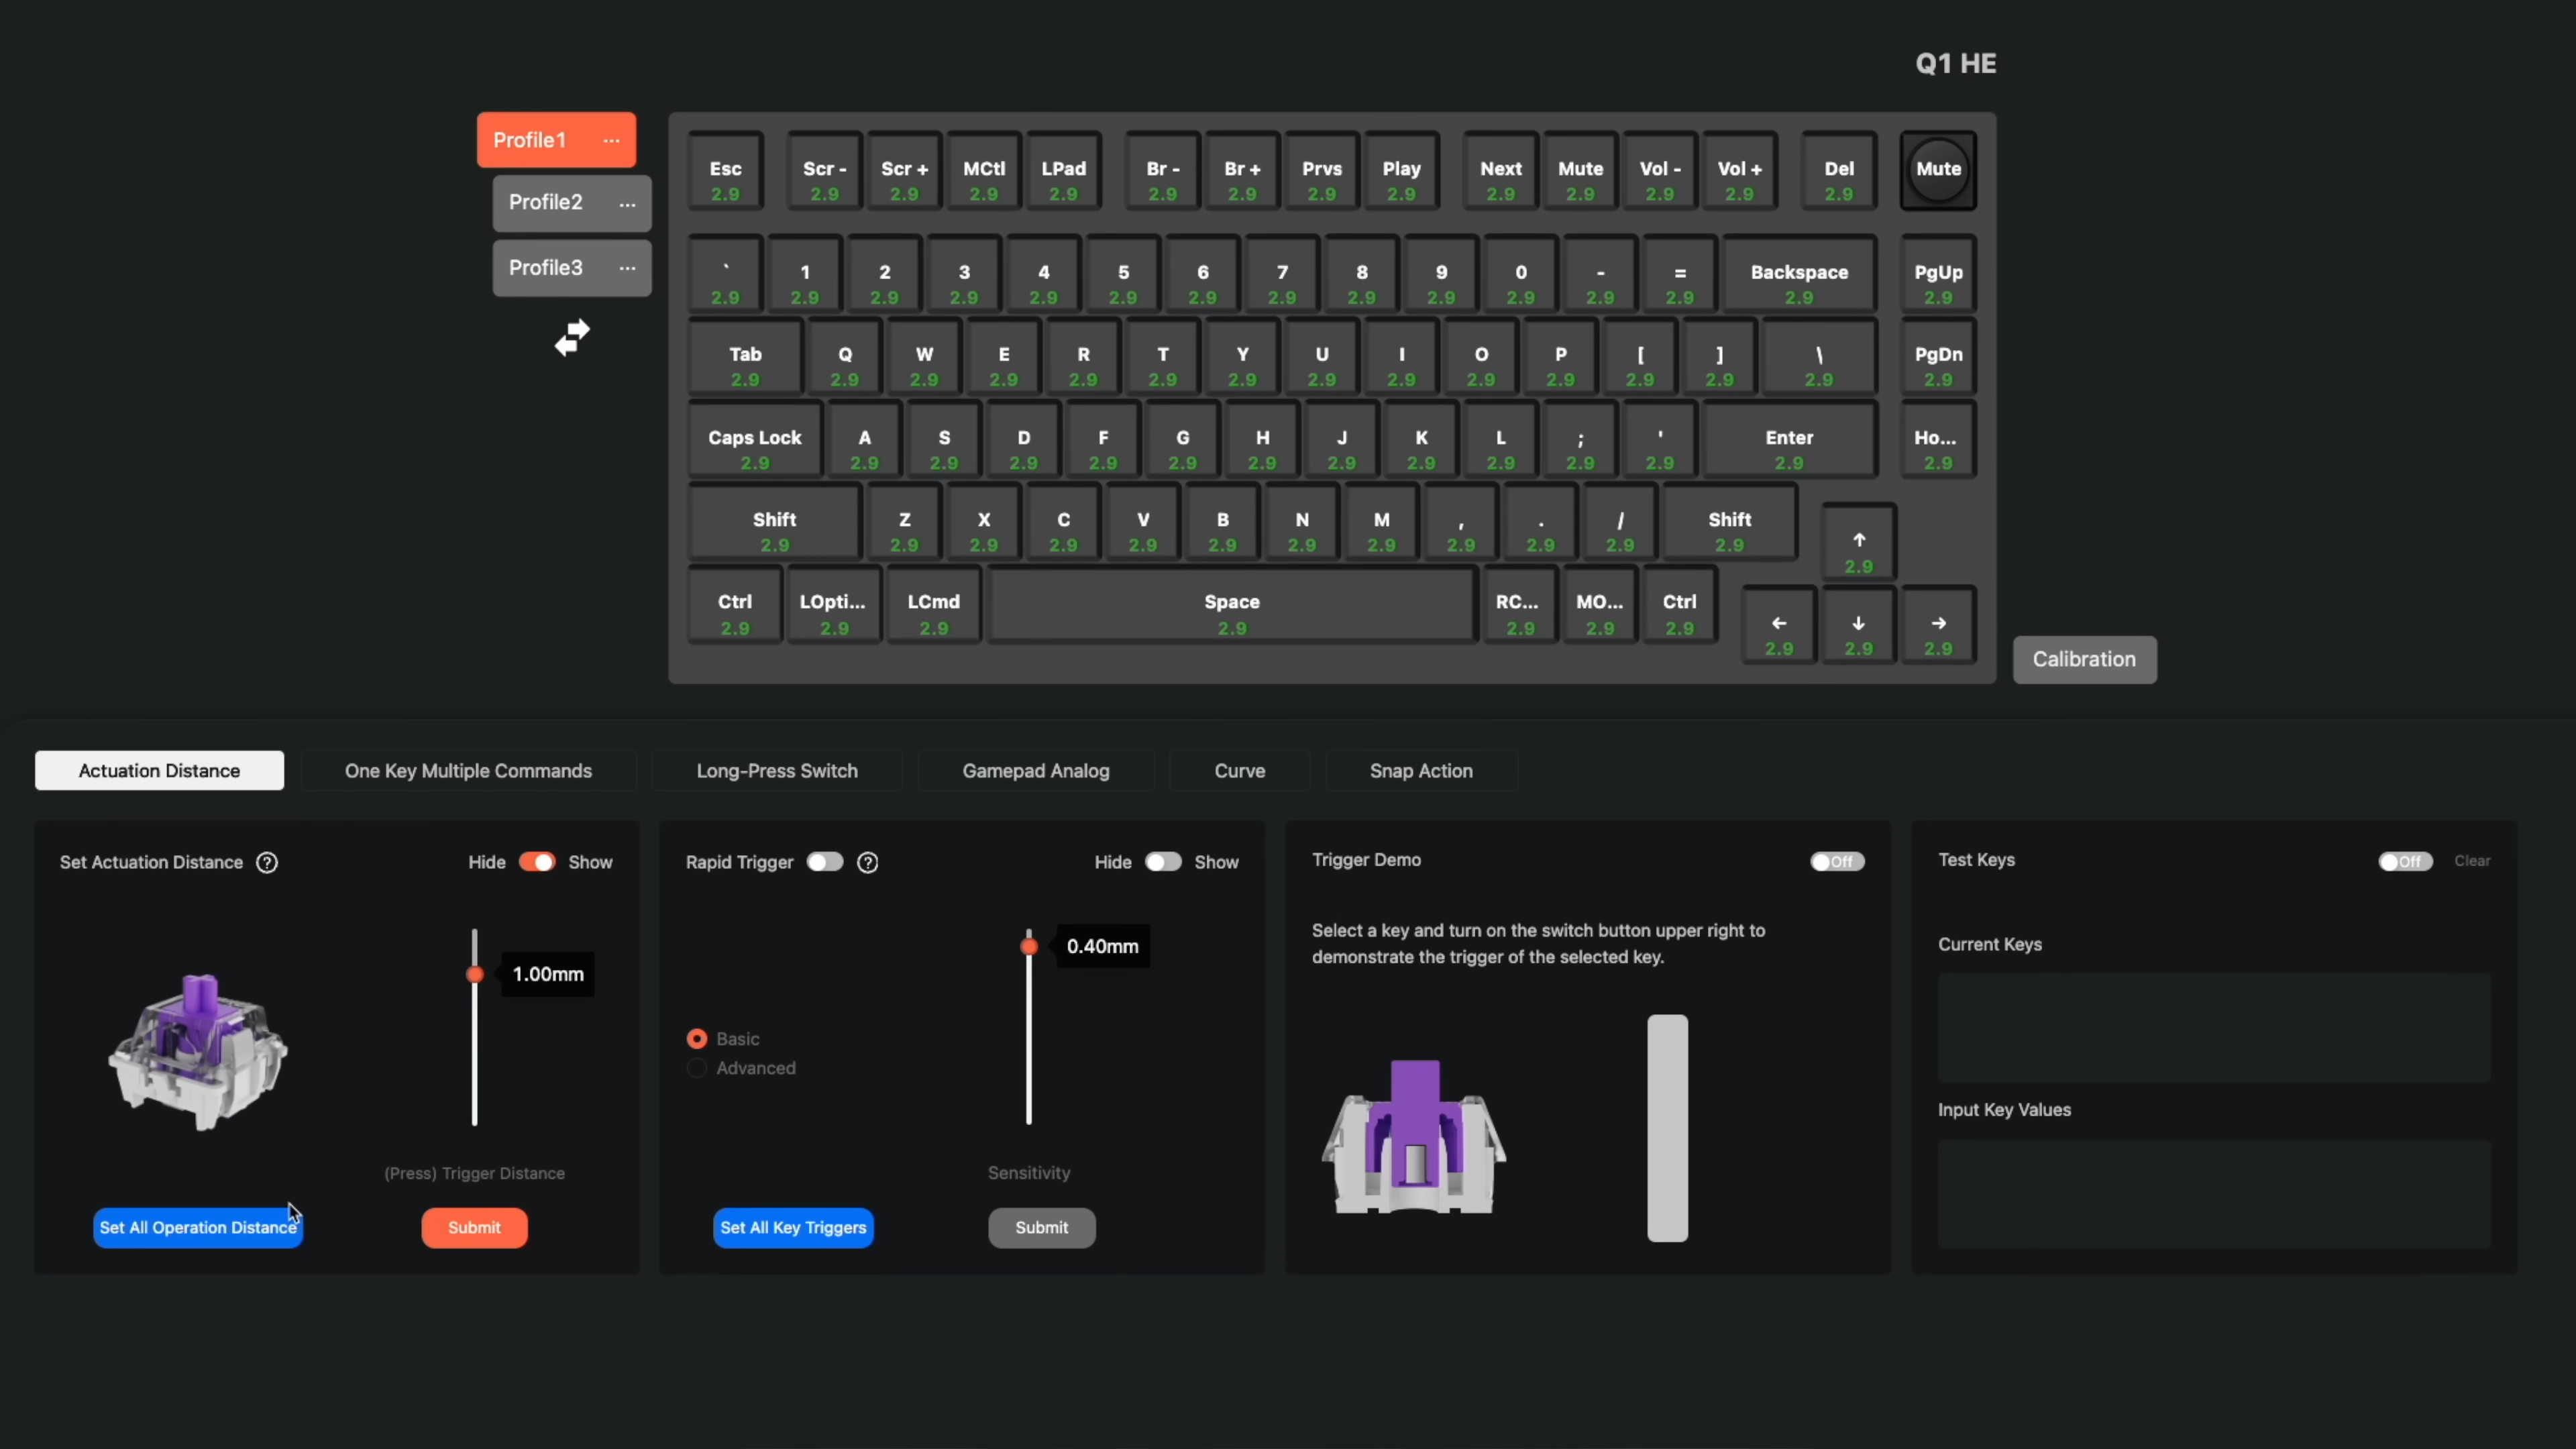 Q1 HE
Profile1 ...
Profile2 ...
Profile3 ...
Esc Scr - Scr + MCtl LPad Br - Br + Prvs Play Next Mute Vol - Vol + Del Mute
2.9 2.9 2.9 2.9 2.9 2.9 2.9 2.9 2.9 2.9 2.9 2.9 2.9 2.9
` 1 2 3 4 5 6 7 8 9 0 - = Backspace PgUp
2.9 2.9 2.9 2.9 2.9 2.9 2.9 2.9 2.9 2.9 2.9 2.9 2.9 2.9 2.9
Tab Q W E R T Y U I O P [ ] \ PgDn
2.9 2.9 2.9 2.9 2.9 2.9 2.9 2.9 2.9 2.9 2.9 2.9 2.9 2.9 2.9
Caps Lock A S D F G H J K L ; ' Enter Ho...
2.9 2.9 2.9 2.9 2.9 2.9 2.9 2.9 2.9 2.9 2.9 2.9 2.9 2.9
Shift Z X C V B N M , . / Shift ↑
2.9 2.9 2.9 2.9 2.9 2.9 2.9 2.9 2.9 2.9 2.9 2.9 2.9
Ctrl LOpti... LCmd Space RC... MO... Ctrl ← ↓ →
2.9 2.9 2.9 2.9 2.9 2.9 2.9 2.9 2.9 2.9
Calibration
Actuation Distance One Key Multiple Commands Long-Press Switch Gamepad Analog Curve Snap Action
Set Actuation Distance ? Hide Show
1.00mm
(Press) Trigger Distance
Set All Operation Distance Submit
Rapid Trigger ? Hide Show
0.40mm
Basic
Advanced
Sensitivity
Set All Key Triggers Submit
Trigger Demo Off
Select a key and turn on the switch button upper right to
demonstrate the trigger of the selected key.
Test Keys Off Clear
Current Keys
Input Key Values